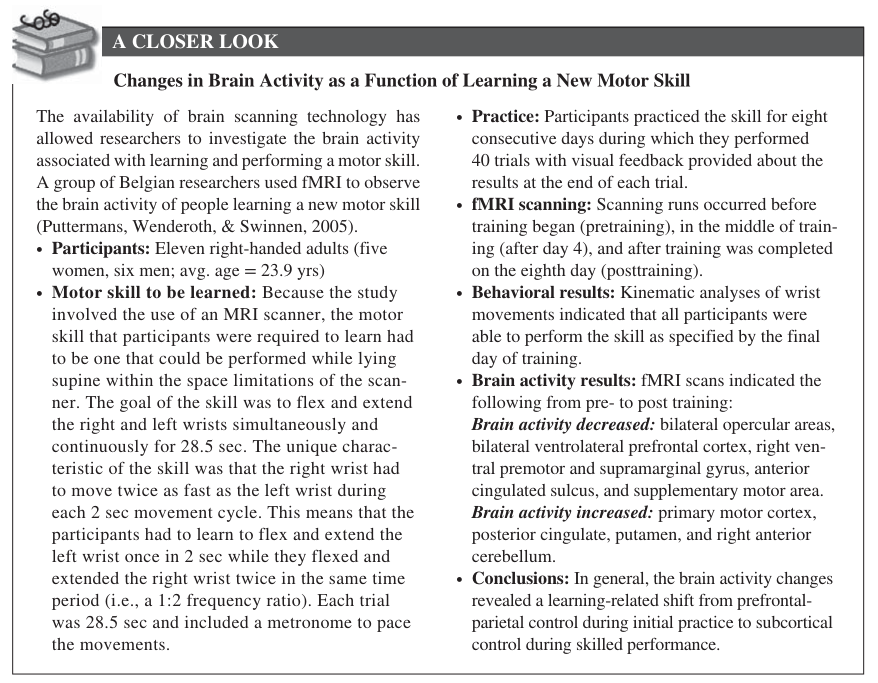 A CLOSER LOOK
Changes in Brain Activity as a Function of Learning a New Motor Skill
The availability of brain scanning technology has
allowed researchers to investigate the brain activity
associated with learning and performing a motor skill.
A group of Belgian researchers used fMRI to observe
the brain activity of people learning a new motor skill
(Puttermans, Wenderoth, & Swinnen, 2005).
• Participants: Eleven right-handed adults (five
women, six men; avg. age = 23.9 yrs)
• Motor skill to be learned: Because the study
involved the use of an MRI scanner, the motor
skill that participants were required to learn had
to be one that could be performed while lying
supine within the space limitations of the scan-
ner. The goal of the skill was to flex and extend
the right and left wrists simultaneously and
continuously for 28.5 sec. The unique charac-
teristic of the skill was that the right wrist had
to move twice as fast as the left wrist during
each 2 sec movement cycle. This means that the
participants had to learn to flex and extend the
left wrist once in 2 sec while they flexed and
extended the right wrist twice in the same time
period (i.e., a 1:2 frequency ratio). Each trial
was 28.5 sec and included a metronome to pace
the movements.
• Practice: Participants practiced the skill for eight
consecutive days during which they performed
40 trials with visual feedback provided about the
results at the end of each trial.
• fMRI scanning: Scanning runs occurred before
training began (pretraining), in the middle of train-
ing (after day 4), and after training was completed
on the eighth day (posttraining).
• Behavioral results: Kinematic analyses of wrist
movements indicated that all participants were
able to perform the skill as specified by the final
day of training.
• Brain activity results: fMRI scans indicated the
following from pre- to post training:
Brain activity decreased: bilateral opercular areas,
bilateral ventrolateral prefrontal cortex, right ven-
tral premotor and supramarginal gyrus, anterior
cingulated sulcus, and supplementary motor area.
Brain activity increased: primary motor cortex,
posterior cingulate, putamen, and right anterior
cerebellum.
• Conclusions: In general, the brain activity changes
revealed a learning-related shift from prefrontal-
parietal control during initial practice to subcortical
control during skilled performance.